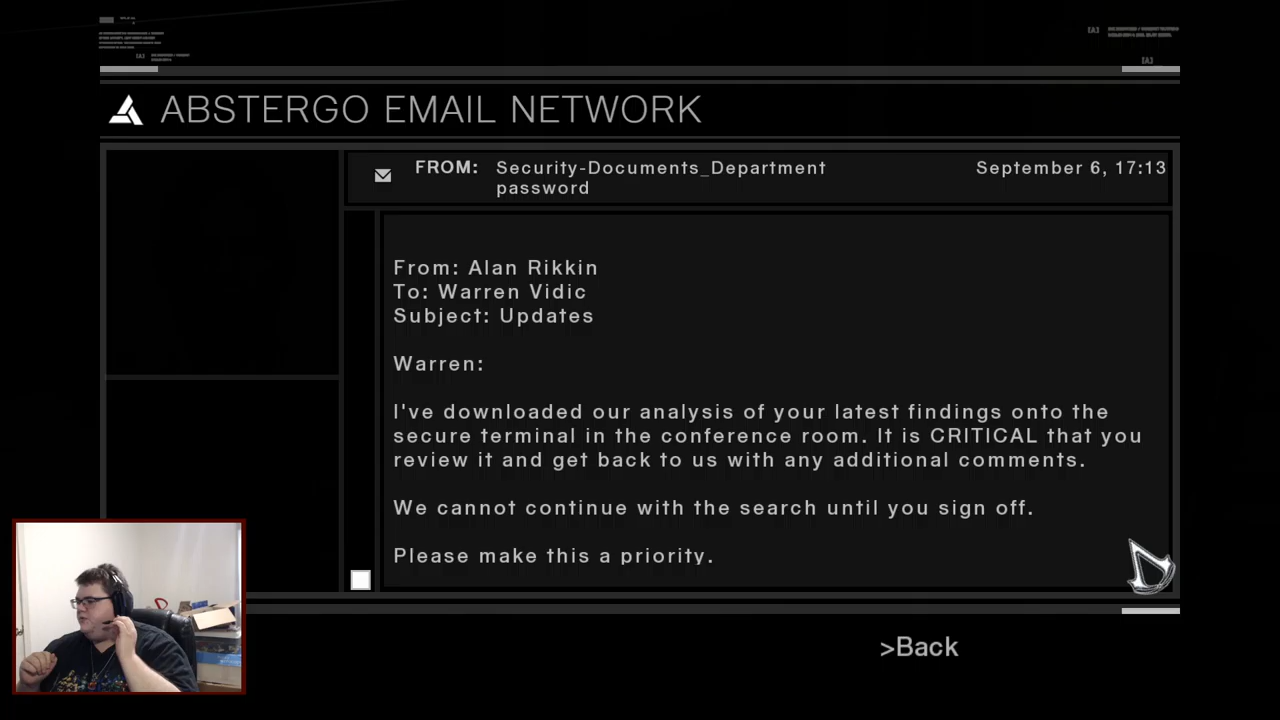 ABSTERGO EMAIL NETWORK
FROM: Security-Documents_Department September 6, 17:13
password
From: Alan Rikkin
To: Warren Vidic
Subject: Updates
Warren:
I've downloaded our analysis of your latest findings onto the
secure terminal in the conference room. It is CRITICAL that you
review it and get back to us with any additional comments.
We cannot continue with the search until you sign off.
Please make this a priority.
>Back